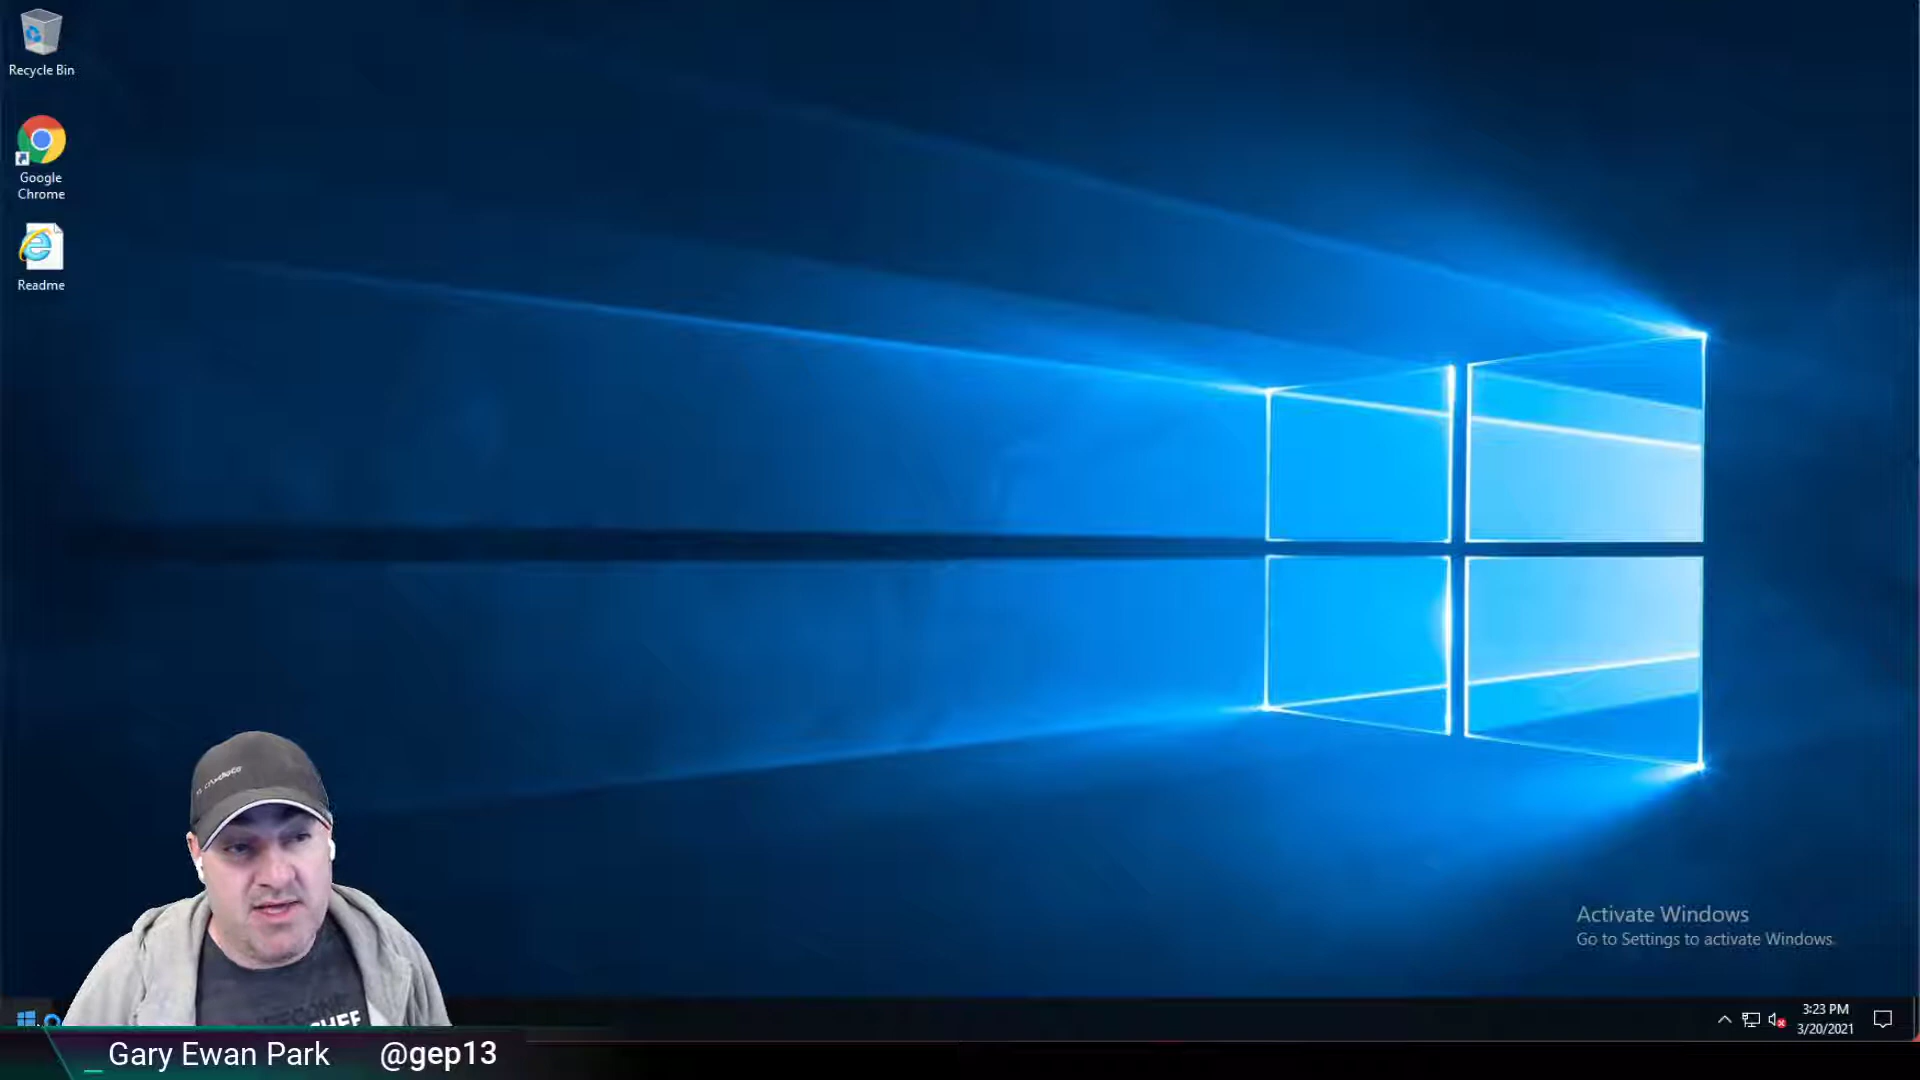 Recycle Bin
Google
Chrome
Readme
Activate Windows
Go to Settings to activate Windows.
CHEF
3:23 PM
3/20/2021
_ Gary Ewan Park @gep13